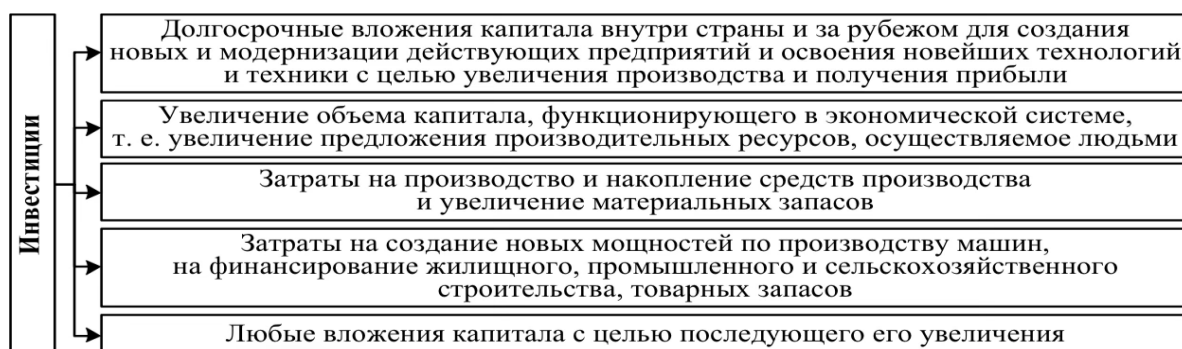 Инвестиции
Долгосрочные вложения капитала внутри страны и за рубежом для создания
новых и модернизации действующих предприятий и освоения новейших технологий
и техники с целью увеличения производства и получения прибыли
Увеличение объема капитала, функционирующего в экономической системе,
т. е. увеличение предложения производительных ресурсов, осуществляемое людьми
Затраты на производство и накопление средств производства
и увеличение материальных запасов
Затраты на создание новых мощностей по производству машин,
на финансирование жилищного, промышленного и сельскохозяйственного
строительства, товарных запасов
Любые вложения капитала с целью последующего его увеличения